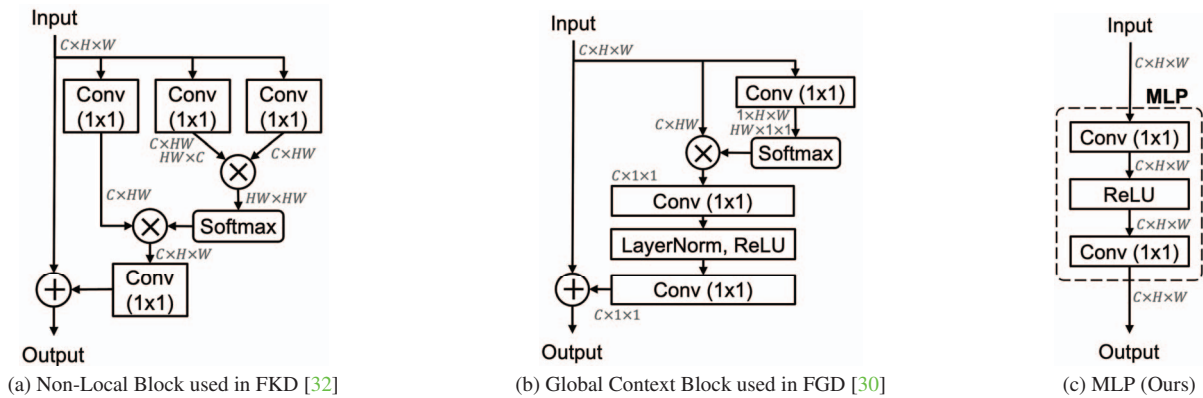 Input
C×H×W
Conv
(1x1)
Conv
(1x1)
Conv
(1x1)
C×HW
HW×C
C×HW
HW×HW
C×HW
Softmax
C×H×W
Conv
(1x1)
Output
(a) Non-Local Block used in FKD [32]
Input
C×H×W
Conv (1x1)
1×H×W
HW×1×1
C×HW
Softmax
C×1×1
Conv (1x1)
LayerNorm, ReLU
Conv (1x1)
C×1×1
Output
(b) Global Context Block used in FGD [30]
Input
C×H×W
MLP
Conv (1x1)
C×H×W
ReLU
C×H×W
Conv (1x1)
C×H×W
Output
(c) MLP (Ours)